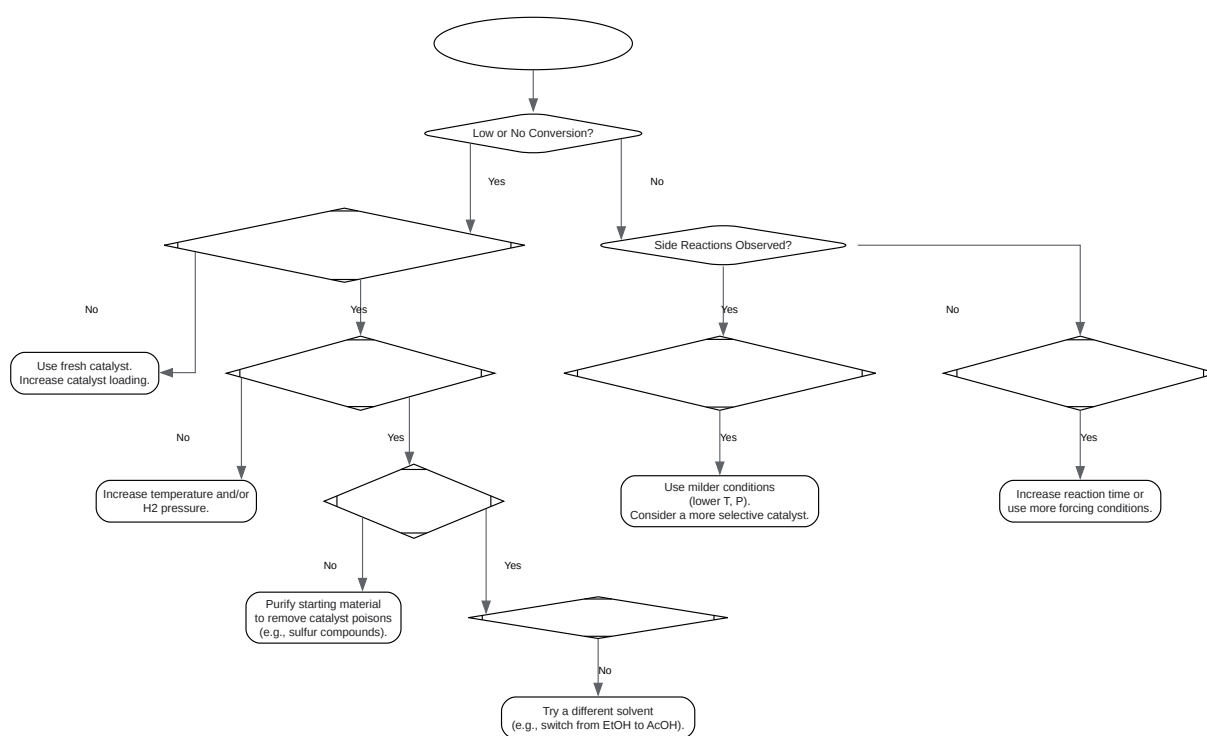 Low or No Conversion?
Yes
No
Side Reactions Observed?
No
Yes
Yes
No
Use fresh catalyst.
Increase catalyst loading.
No
Yes
Yes
Yes
Increase temperature and/or
H2 pressure.
Use milder conditions
(lower T, P).
Consider a more selective catalyst.
Increase reaction time or
use more forcing conditions.
No
Yes
Purify starting material
to remove catalyst poisons
(e.g., sulfur compounds).
No
Try a different solvent
(e.g., switch from EtOH to AcOH).